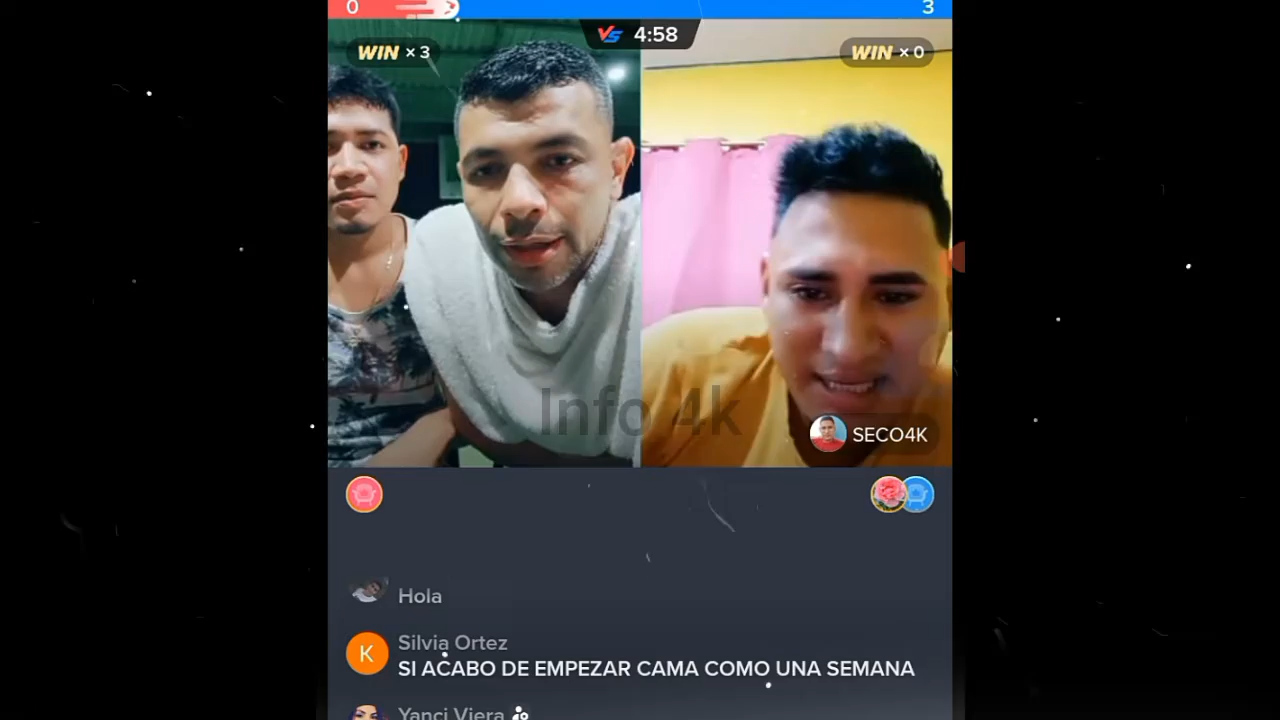 0
3
VS 4:58
WIN × 3
WIN × 0
Info 4k
SECO4K
Hola
Silvia Ortez
K
SI ACABO DE EMPEZAR CAMA COMO UNA SEMANA
Yanci Viera